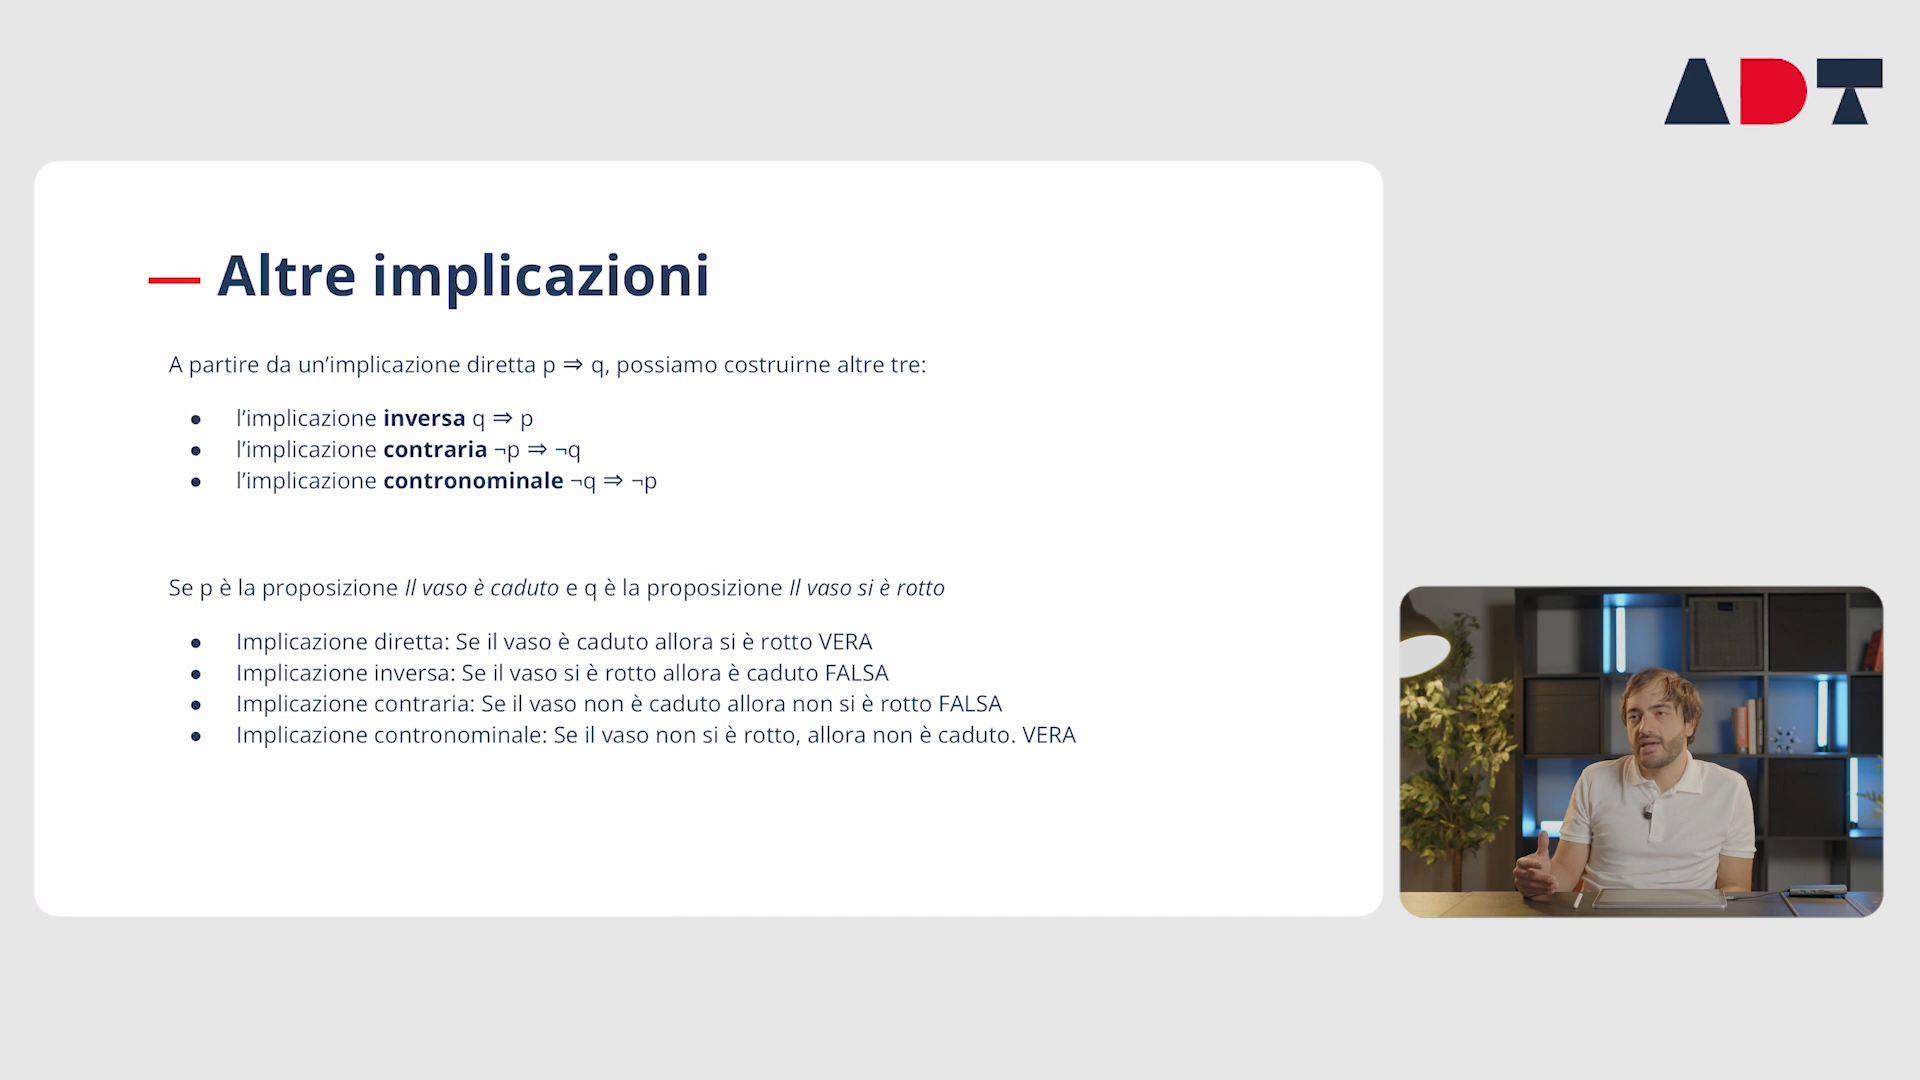 ADT
— Altre implicazioni
A partire da un’implicazione diretta p ⇒ q, possiamo costruirne altre tre:
● l’implicazione inversa q ⇒ p
● l’implicazione contraria ¬p ⇒ ¬q
● l’implicazione contronominale ¬q ⇒ ¬p
Se p è la proposizione Il vaso è caduto e q è la proposizione Il vaso si è rotto
● Implicazione diretta: Se il vaso è caduto allora si è rotto VERA
● Implicazione inversa: Se il vaso si è rotto allora è caduto FALSA
● Implicazione contraria: Se il vaso non è caduto allora non si è rotto FALSA
● Implicazione contronominale: Se il vaso non si è rotto, allora non è caduto. VERA